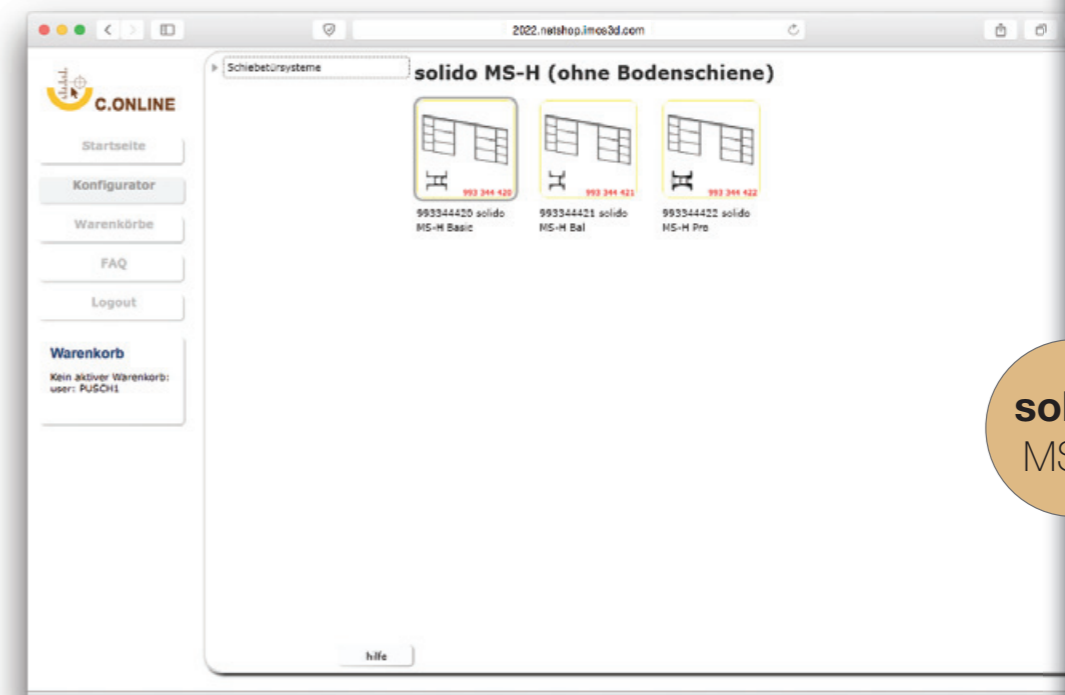 2022.netshop.imos3d.com
C.ONLINE
Startseite
Konfigurator
Warenkörbe
FAQ
Logout
Warenkorb
Kein aktiver Warenkorb:
user: PUSCH1
Schiebetürsysteme
solido MS-H (ohne Bodenschiene)
993 344 420
993 344 421
993 344 422
993344420 solido
MS-H Basic
993344421 solido
MS-H Bal
993344422 solido
MS-H Pro
hilfe